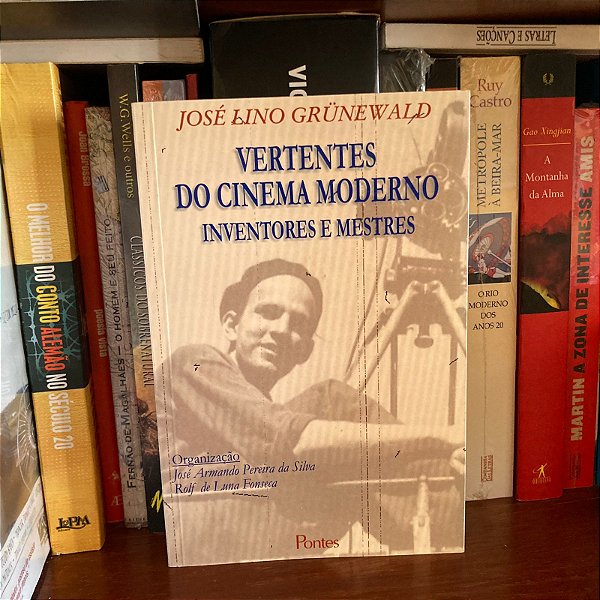 JOSÉ LINO GRÜNEWALD
VERTENTES
DO CINEMA MODERNO
INVENTORES E MESTRES
Organização
José Armando Pereira da Silva
Rolf de Luna Fonseca
Pontes
O MELHOR DO CONTO ALEMÃO NO SÉCULO 20
L&PM
poesia vista
W.G. Wells e outros
FERNÃO DE MAGALHÃES — O HOMEM E SEU FEITO
LETRAS E CANÇÕES
Ruy
Castro
METRÓPOLE
À BEIRA-MAR
O RIO
MODERNO
DOS
ANOS 20
Gao Xingjian
A
Montanha
da Alma
OBJETIVA
MARTIN A ZONA DE INTERESSE AMIS